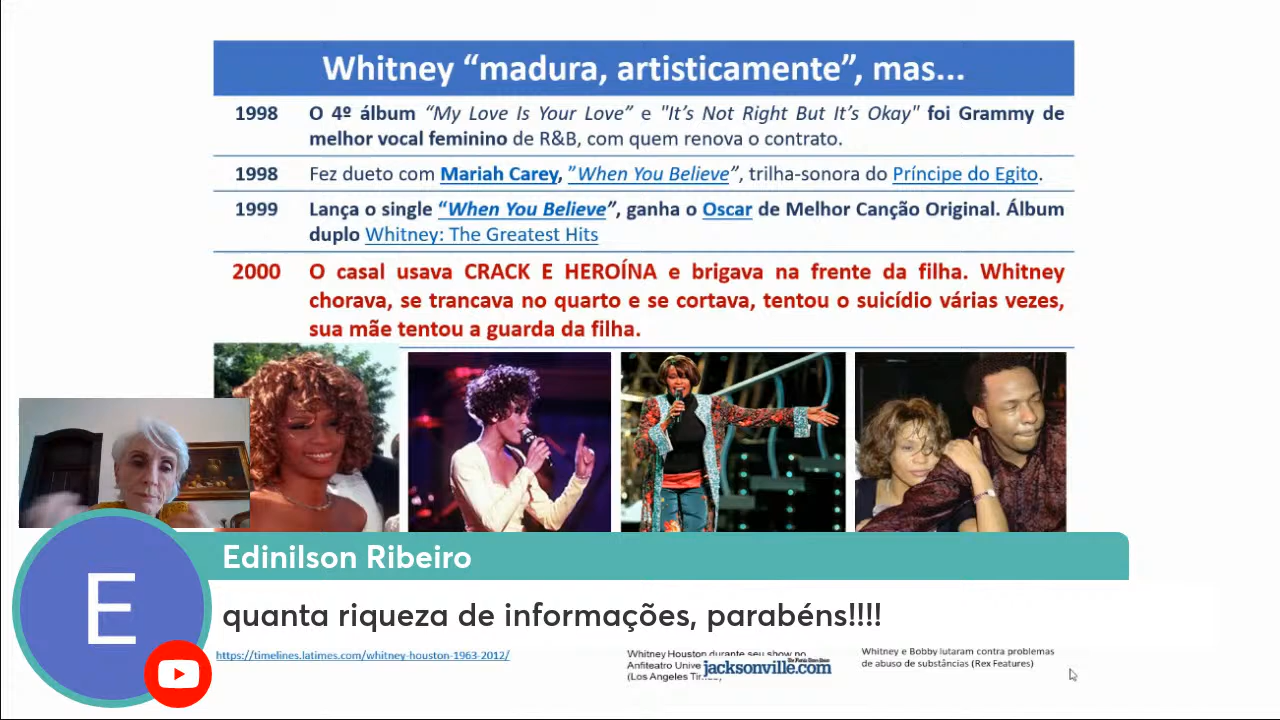 Whitney “madura, artisticamente”, mas...
1998 O 4º álbum “My Love Is Your Love” e "It’s Not Right But It’s Okay" foi Grammy de
melhor vocal feminino de R&B, com quem renova o contrato.
1998 Fez dueto com Mariah Carey, ”When You Believe”, trilha-sonora do Príncipe do Egito.
1999 Lança o single “When You Believe”, ganha o Oscar de Melhor Canção Original. Álbum
duplo Whitney: The Greatest Hits
2000 O casal usava CRACK E HEROÍNA e brigava na frente da filha. Whitney
chorava, se trancava no quarto e se cortava, tentou o suicídio várias vezes,
sua mãe tentou a guarda da filha.
Edinilson Ribeiro
E
quanta riqueza de informações, parabéns!!!!
https://timelines.latimes.com/whitney-houston-1963-2012/
Whitney Houston durante seu show no
Anfiteatro Unive
(Los Angeles
jacksonville.com
Whitney e Bobby lutaram contra problemas
de abuso de substâncias (Rex Features)